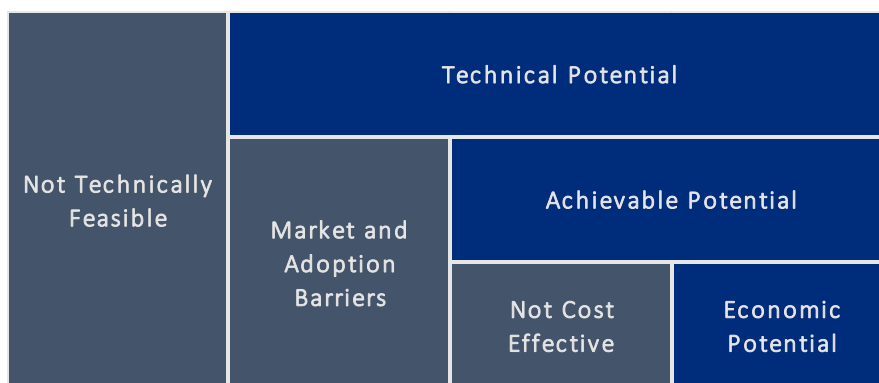 Technical Potential
Not Technically
Feasible
Achievable Potential
Market and
Adoption
Barriers
Not Cost
Effective
Economic
Potential